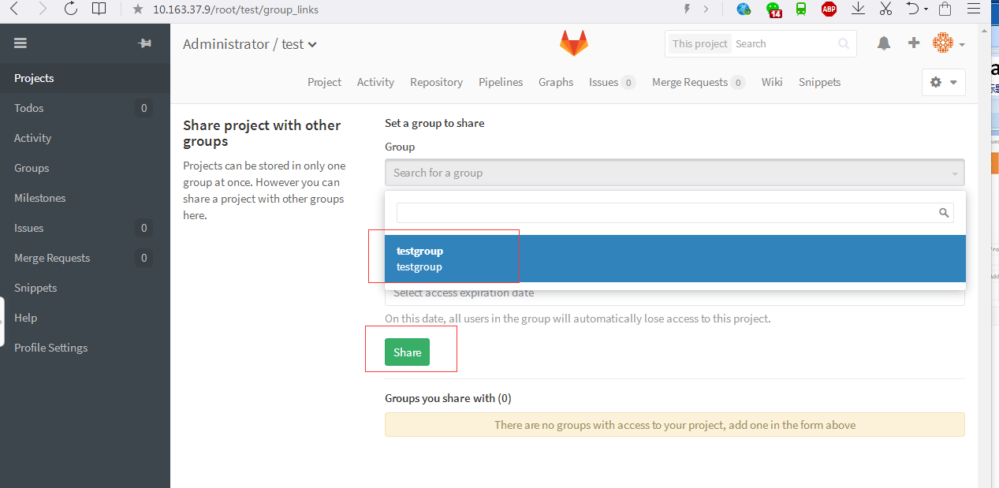 10.163.37.9/root/test/group_links
14
ABP
Administrator / test
This project Search
Projects
Todos 0
Activity
Groups
Milestones
Issues 0
Merge Requests 0
Snippets
Help
Profile Settings
Project Activity Repository Pipelines Graphs Issues 0 Merge Requests 0 Wiki Snippets
Share project with other
groups
Projects can be stored in only one
group at once. However you can
share a project with other groups
here.
Set a group to share
Group
Search for a group
testgroup
testgroup
Select access expiration date
On this date, all users in the group will automatically lose access to this project.
Share
Groups you share with (0)
There are no groups with access to your project, add one in the form above